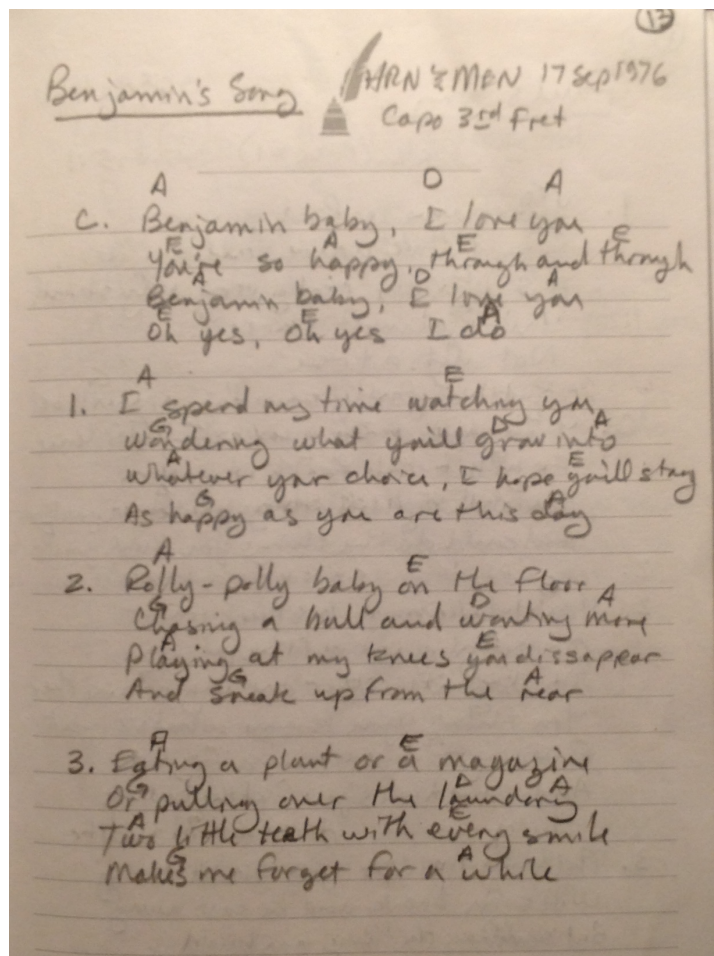 13
Benjamin's Song
HRN & MEN 17 Sep 1976
Capo 3rd Fret
A D A
C. Benjamin baby, I love you
E A E E
You're so happy, through and through
A D A
Benjamin baby, I love you
E E A
Oh yes, oh yes I do
A E
1. I spend my time watching you
G D A
wondering what you'll grow into
A E
whatever your choice, I hope you'll stay
G A
As happy as you are this day
A E
2. Rolly-polly baby on the floor
G D A
Chasing a ball and wanting more
A E
Playing at my knees you dissappear
G A
And sneak up from the rear
A E
3. Eating a plant or a magazine
G D A
Or pulling over the laundery
A E
Two little teeth with every smile
G A
Makes me forget for a while